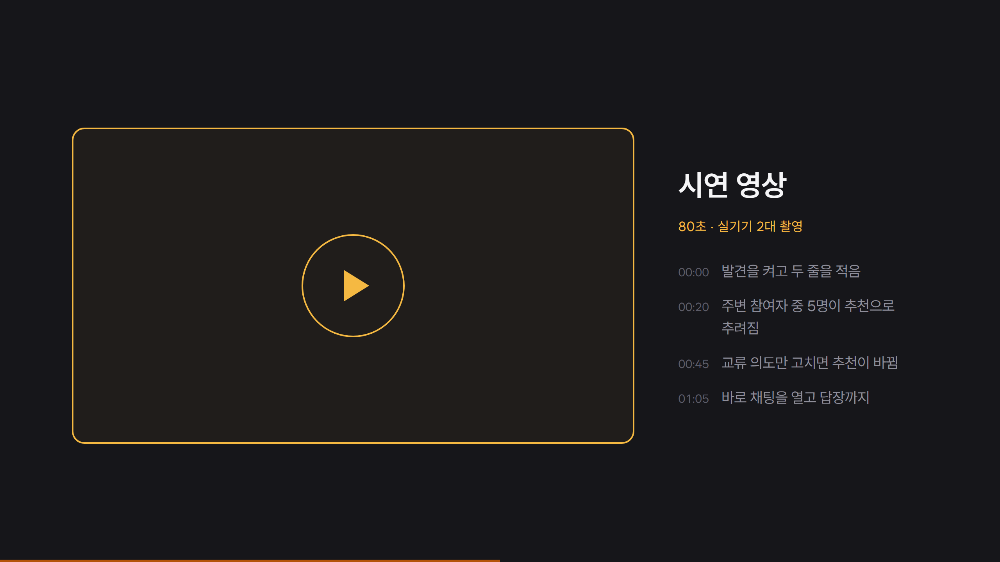 시연 영상
80초 · 실기기 2대 촬영
00:00 발견을 켜고 두 줄을 적음
00:20 주변 참여자 중 5명이 추천으로
추려짐
00:45 교류 의도만 고치면 추천이 바뀜
01:05 바로 채팅을 열고 답장까지